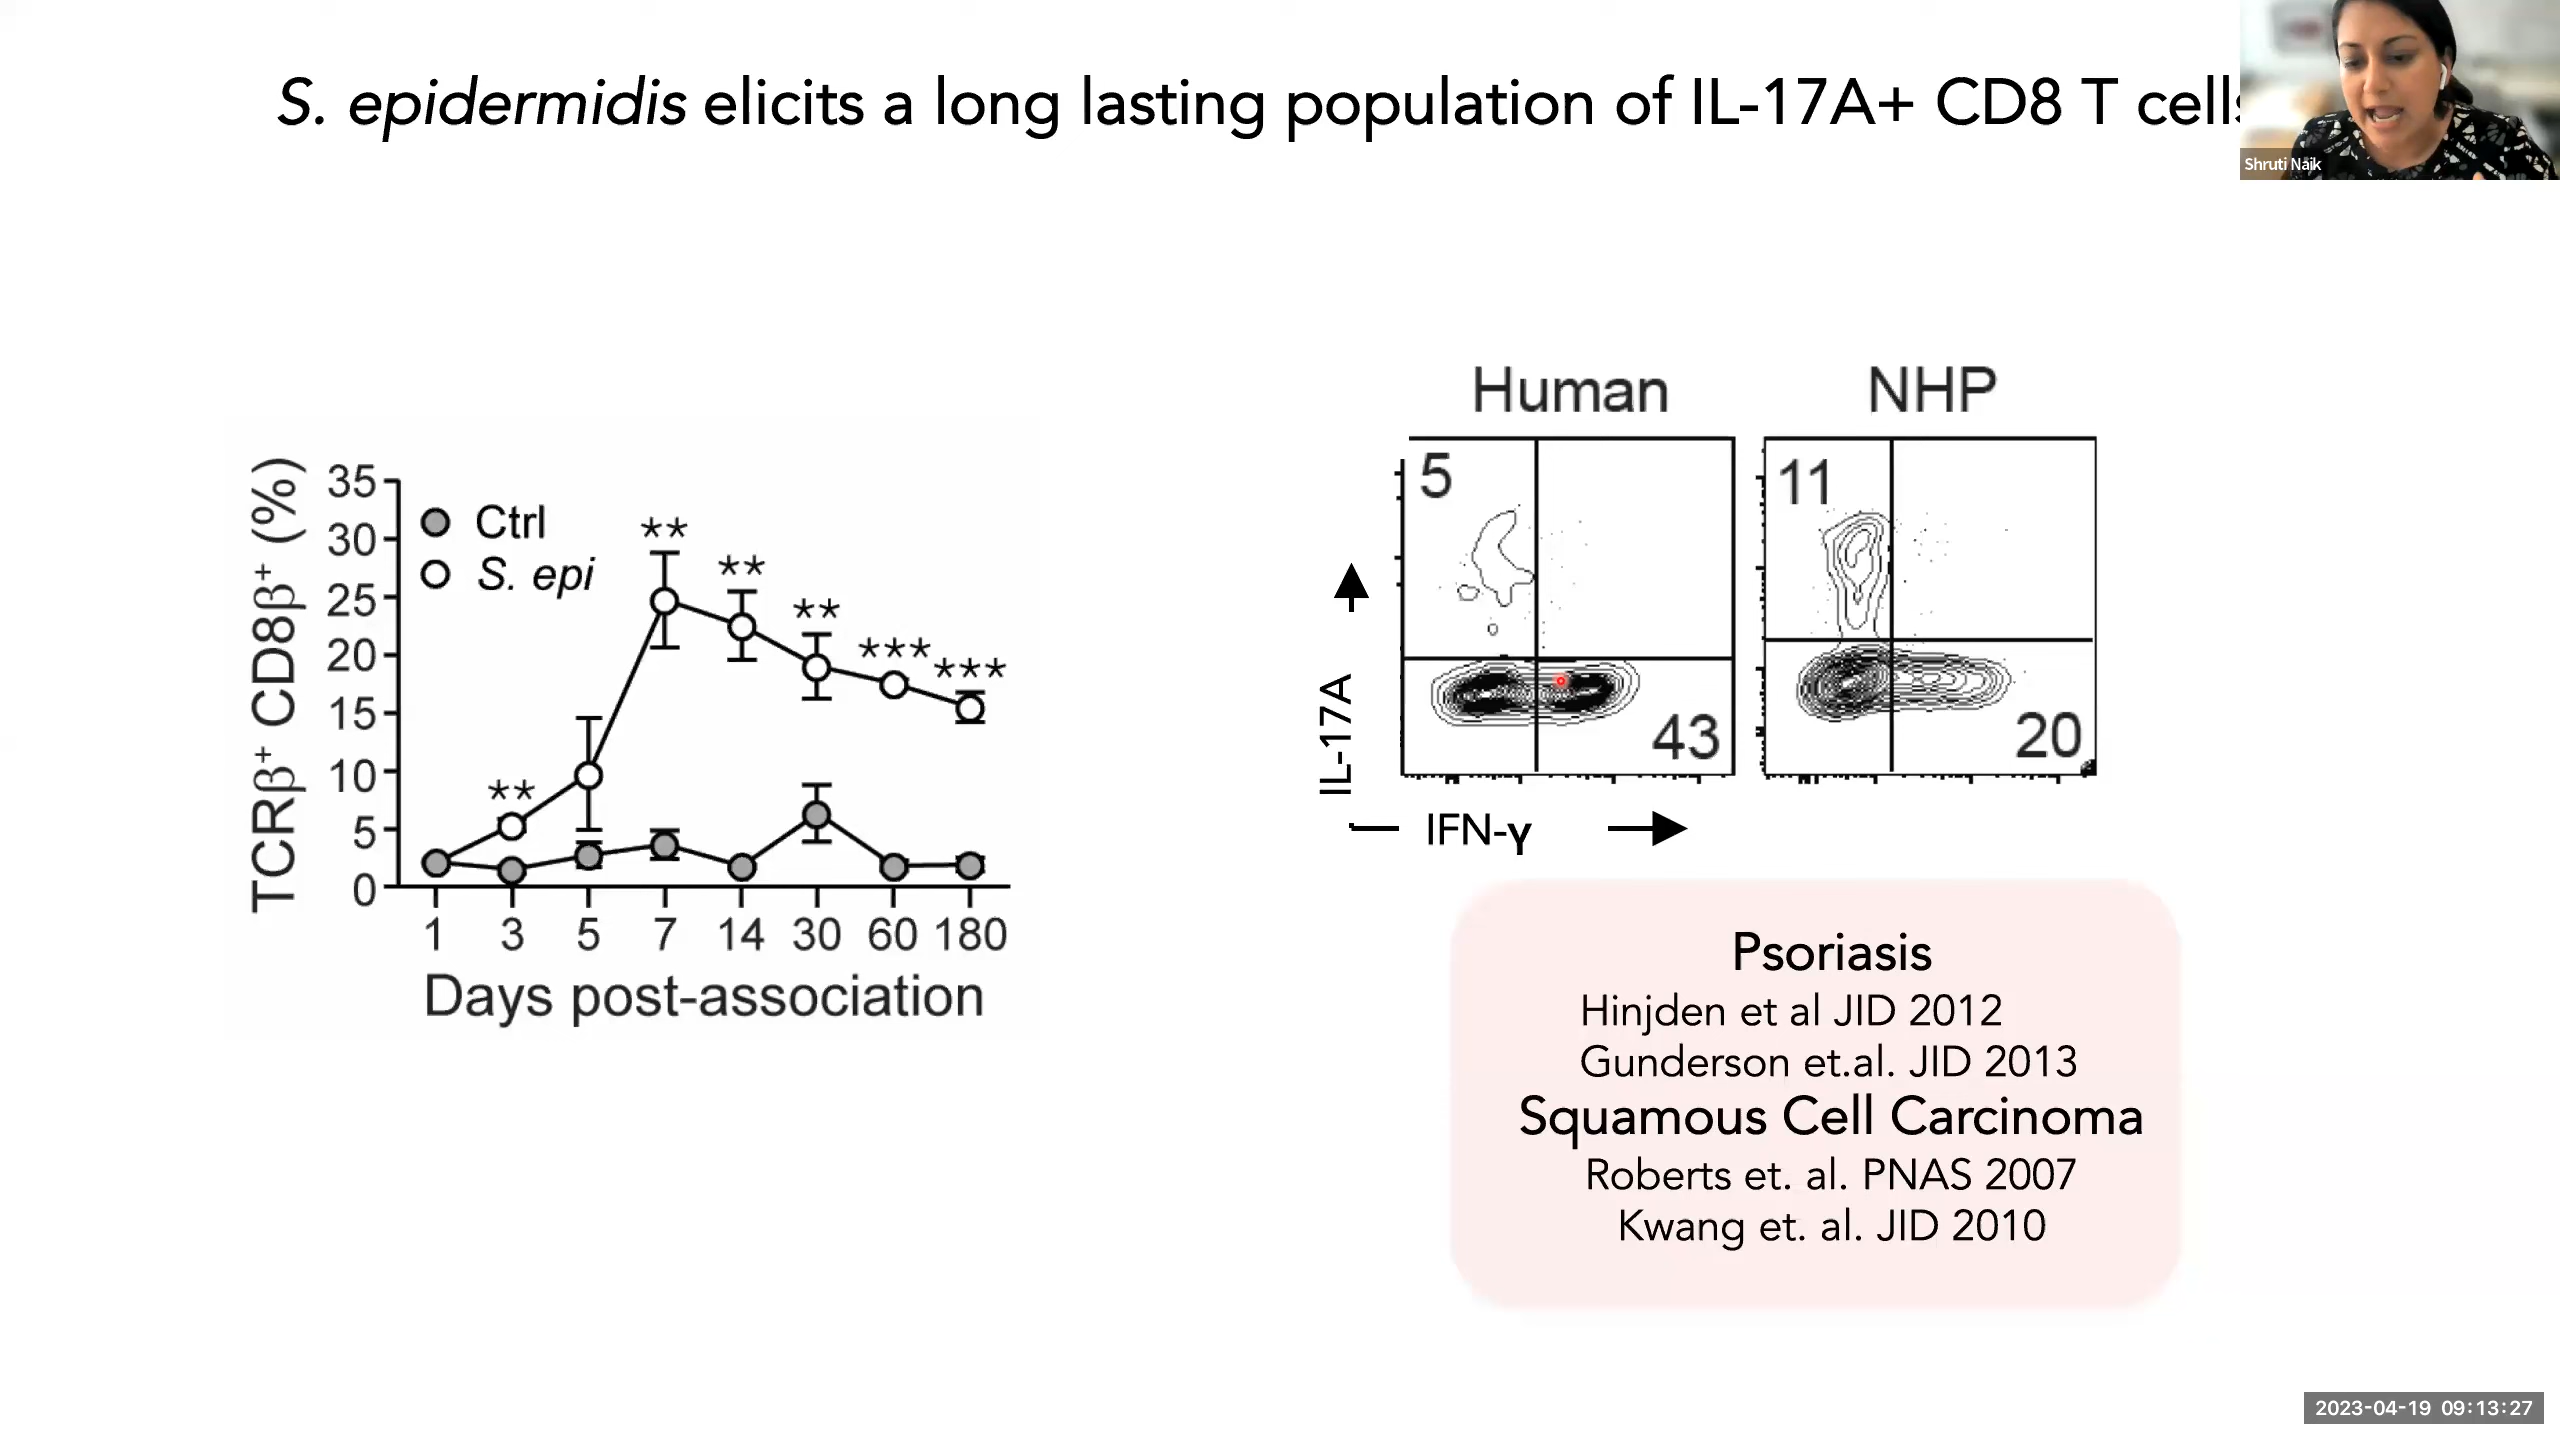 S. epidermidis elicits a long lasting population of IL-17A+ CD8 T cells
Shruti Naik
TCRβ+ CD8β+ (%)
35
30
25
20
15
10
5
0
Ctrl
S. epi
**
**
**
**
***
***
1 3 5 7 14 30 60 180
Days post-association
Human
NHP
5
43
11
20
IL-17A
IFN-γ
Psoriasis
Hinjden et al JID 2012
Gunderson et.al. JID 2013
Squamous Cell Carcinoma
Roberts et. al. PNAS 2007
Kwang et. al. JID 2010
2023-04-19 09:13:27